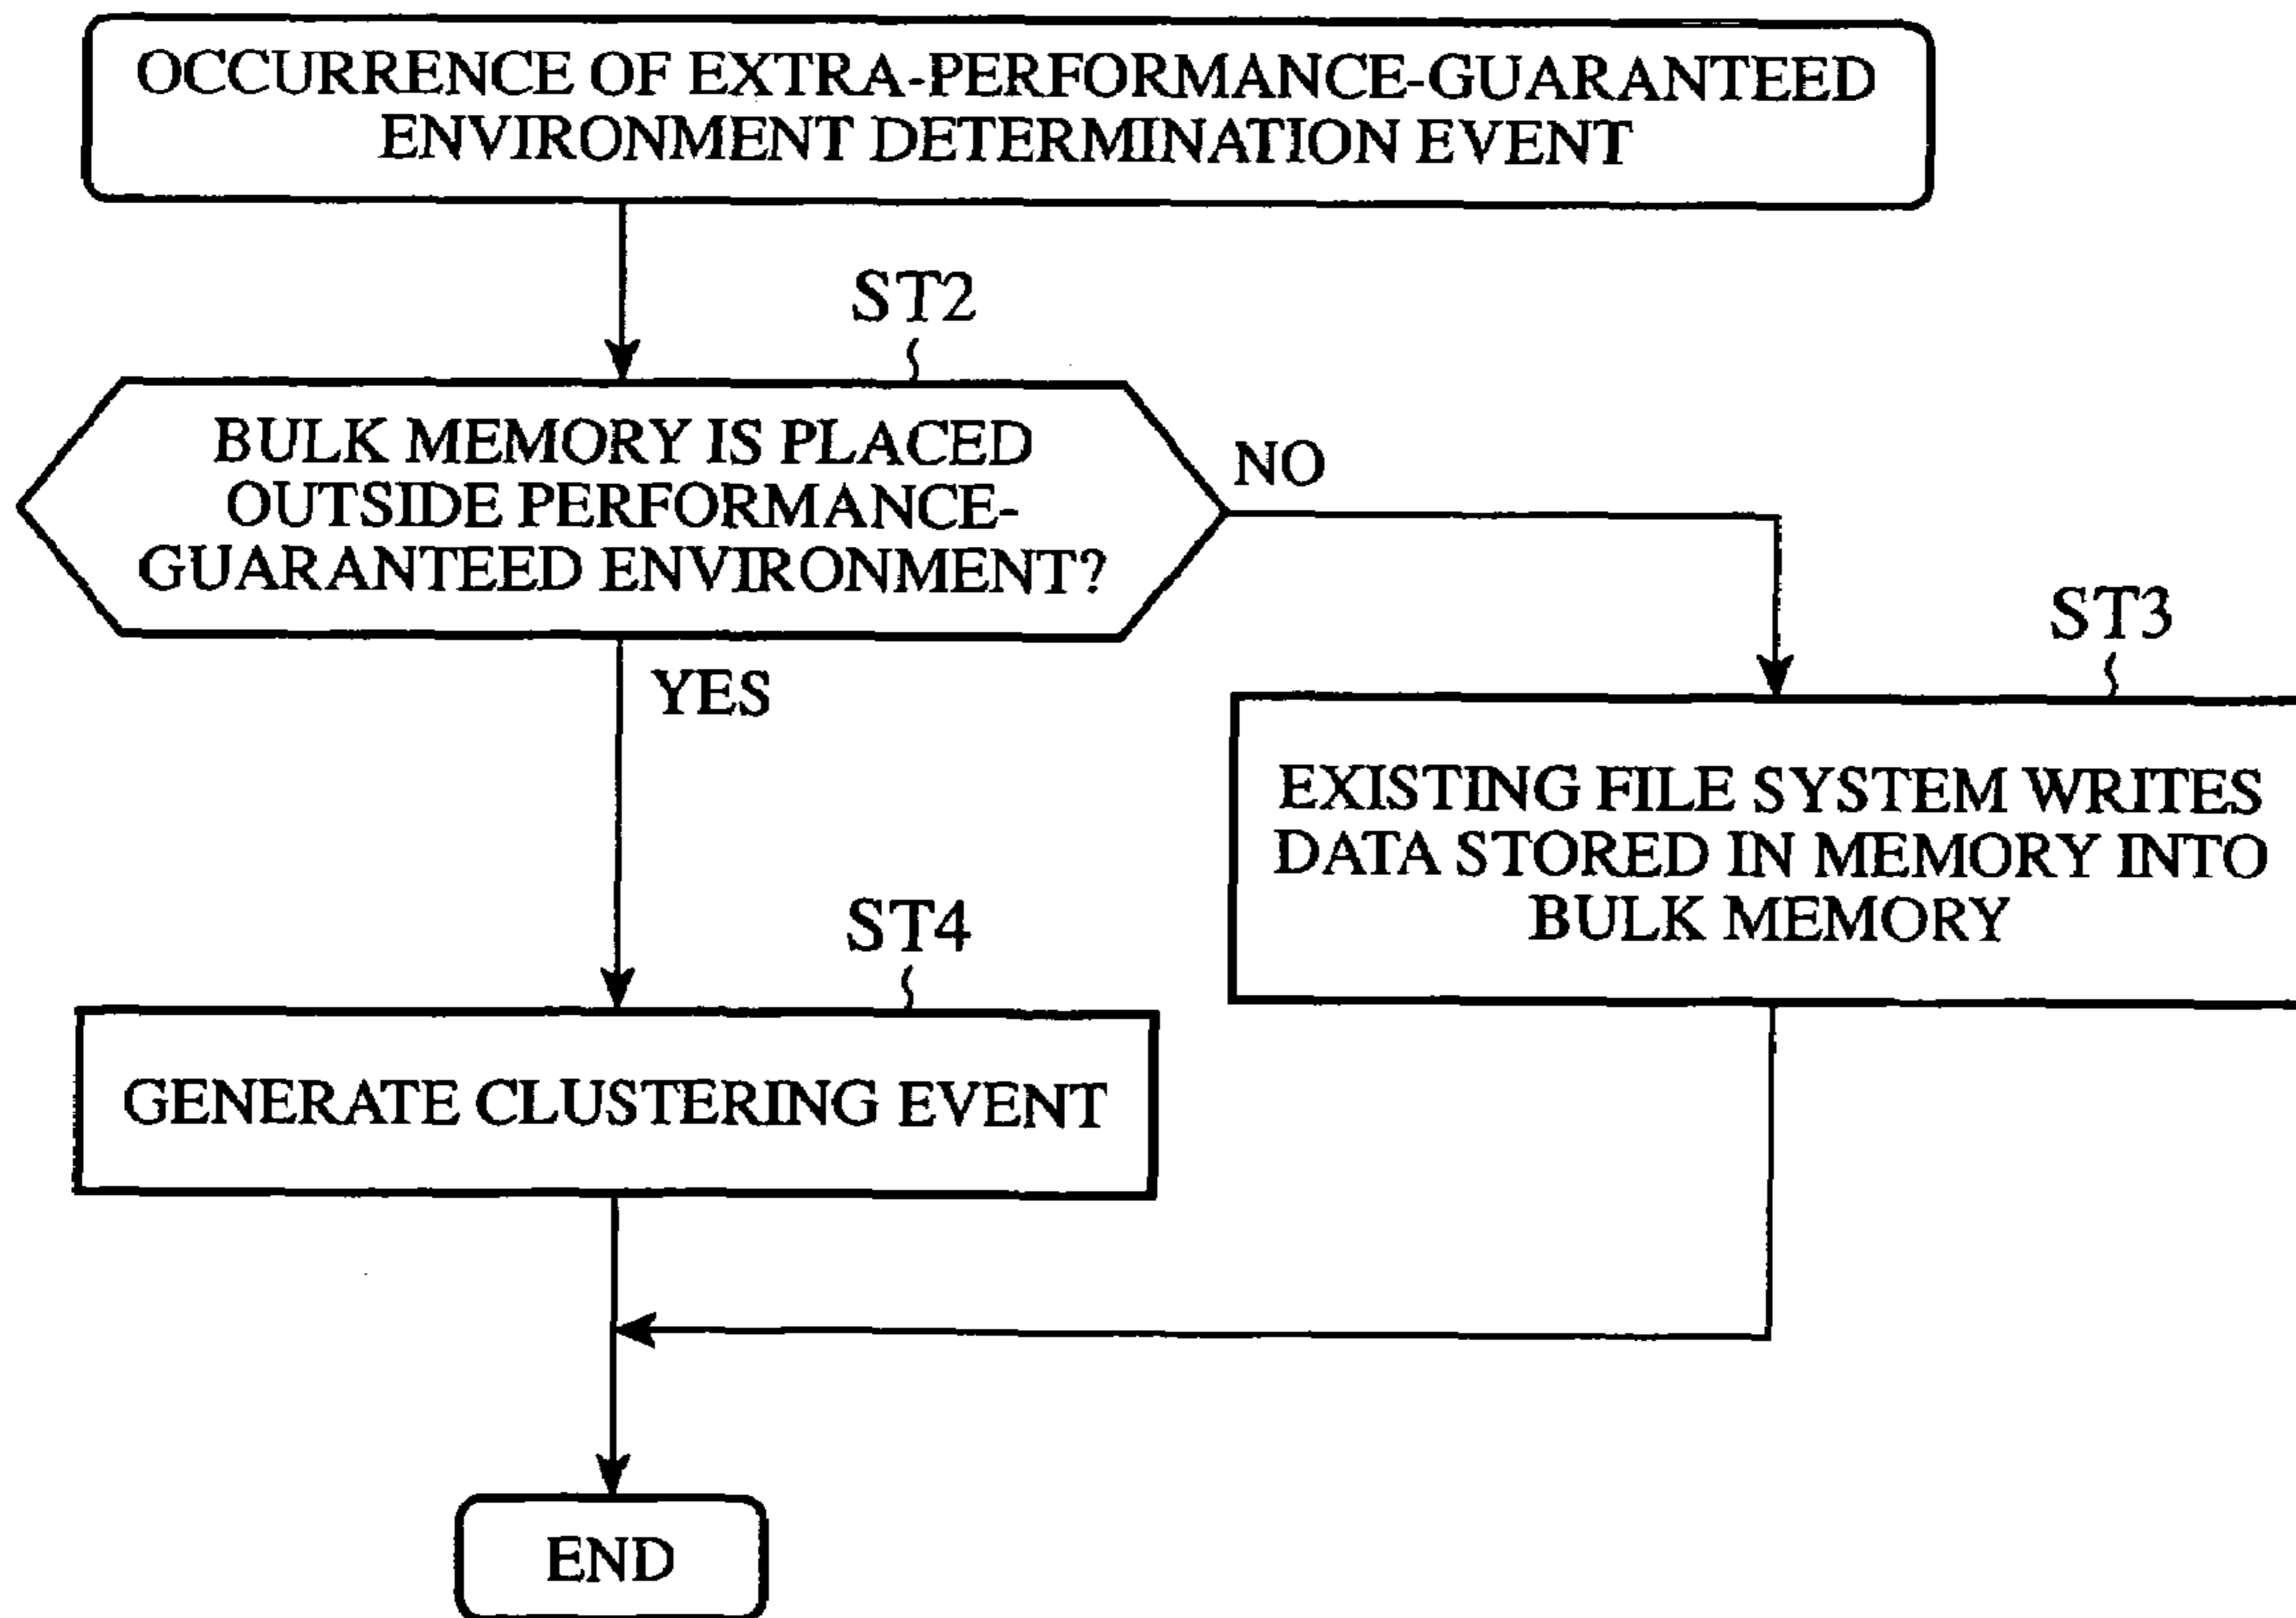 OCCURRENCE OF EXTRA-PERFORMANCE-GUARANTEED
ENVIRONMENT DETERMINATION EVENT
ST2
BULK MEMORY IS PLACED
OUTSIDE PERFORMANCE-
GUARANTEED ENVIRONMENT?
NO
YES
ST3
EXISTING FILE SYSTEM WRITES
DATA STORED IN MEMORY INTO
BULK MEMORY
ST4
GENERATE CLUSTERING EVENT
END